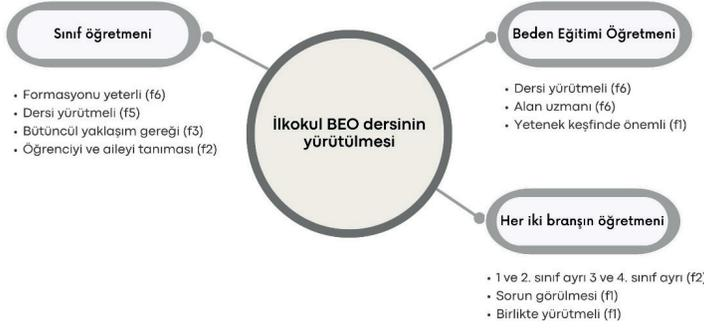 Sınıf öğretmeni
• Formasyonu yeterli (f6)
• Dersi yürütmeli (f5)
• Bütüncül yaklaşım gereği (f3)
• Öğrenciyi ve aileyi tanıması (f2)
İlkokul BEO dersinin
yürütülmesi
Beden Eğitimi Öğretmeni
• Dersi yürütmeli (f6)
• Alan uzmanı (f6)
• Yetenek keşfinde önemli (f1)
Her iki branşın öğretmeni
• 1 ve 2. sınıf ayrı 3 ve 4. sınıf ayrı (f2)
• Sorun görülmesi (f1)
• Birlikte yürütmeli (f1)